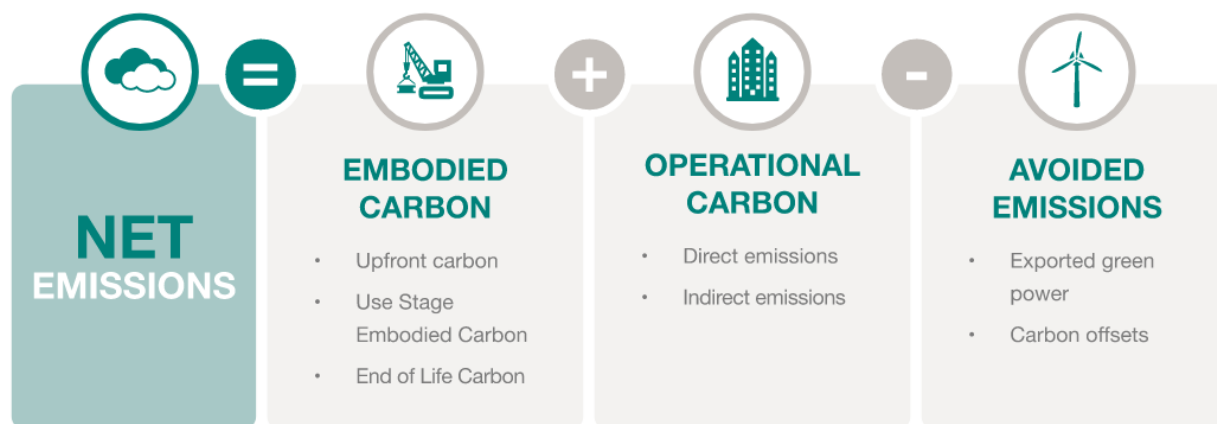 NET
EMISSIONS
=
EMBODIED
CARBON
• Upfront carbon
• Use Stage
Embodied Carbon
• End of Life Carbon
+
OPERATIONAL
CARBON
• Direct emissions
• Indirect emissions
-
AVOIDED
EMISSIONS
• Exported green
power
• Carbon offsets